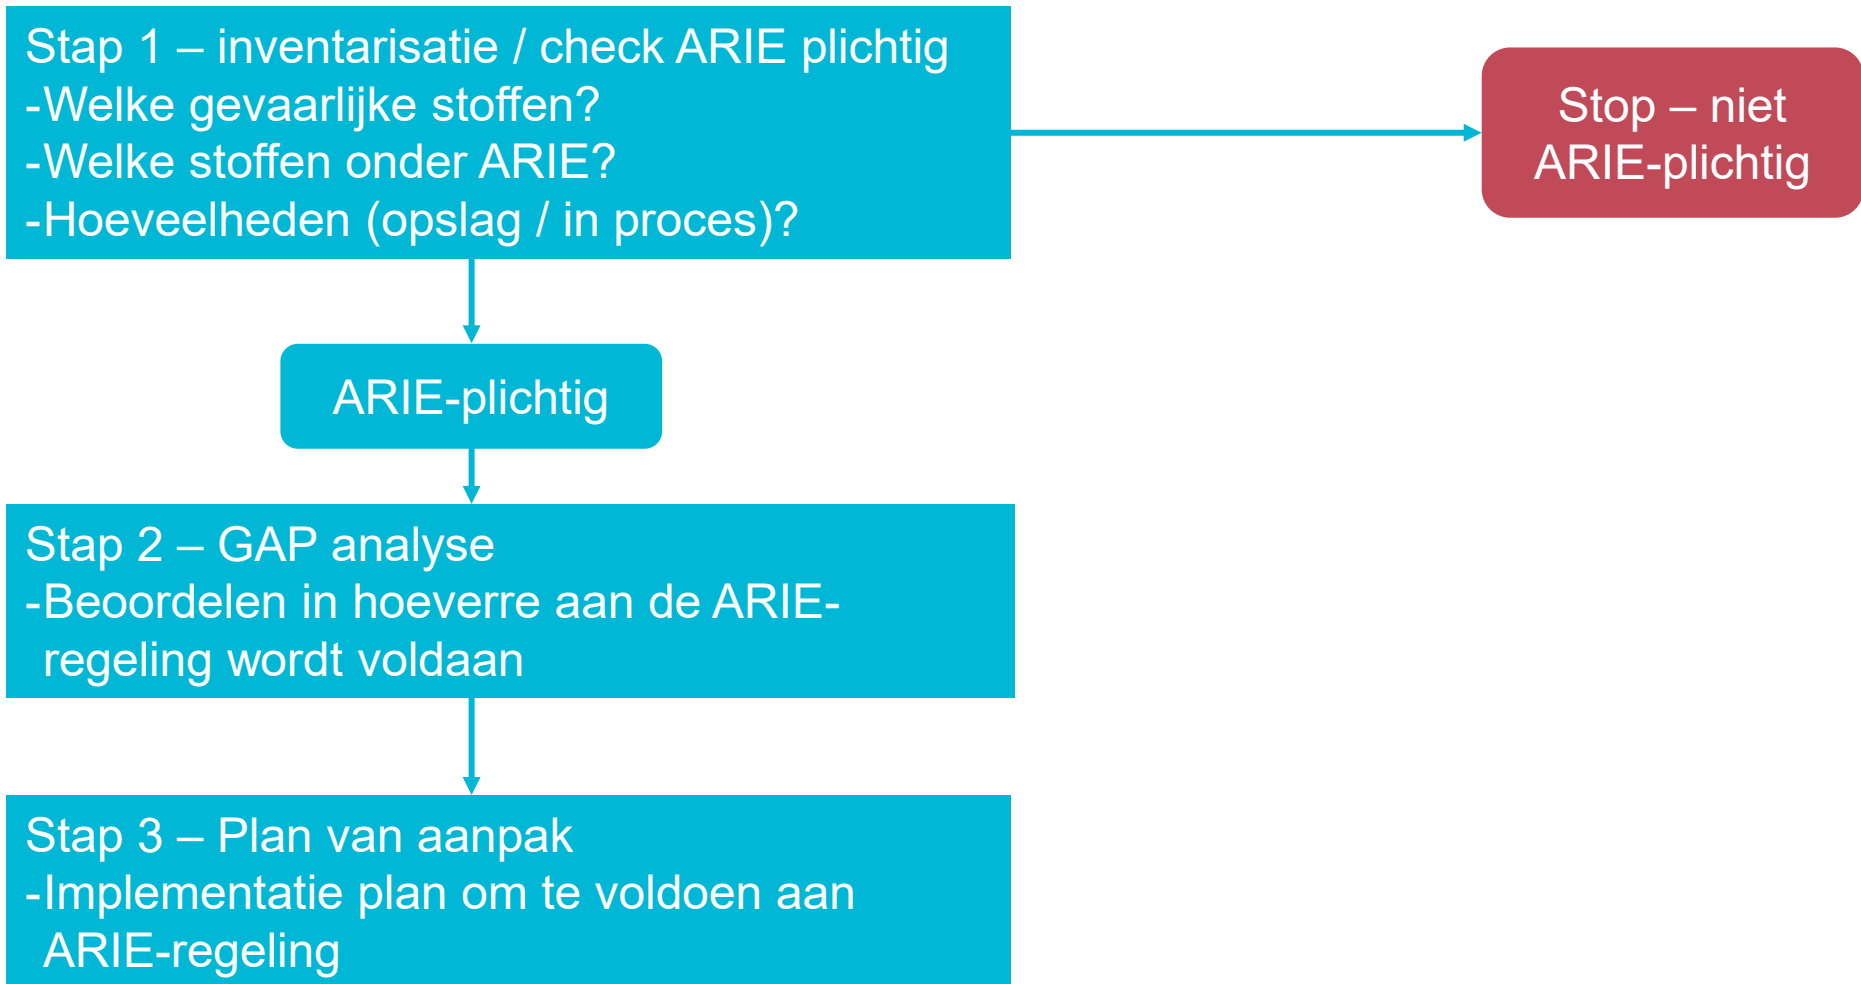 Stap 1 – inventarisatie / check ARIE plichtig
-Welke gevaarlijke stoffen?
-Welke stoffen onder ARIE?
-Hoeveelheden (opslag / in proces)?
Stop – niet
ARIE-plichtig
ARIE-plichtig
Stap 2 – GAP analyse
-Beoordelen in hoeverre aan de ARIE-
regeling wordt voldaan
Stap 3 – Plan van aanpak
-Implementatie plan om te voldoen aan
ARIE-regeling